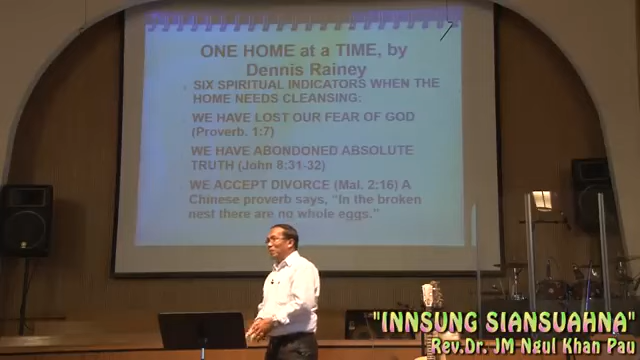 ONE HOME at a TIME, by
Dennis Rainey
SIX SPIRITUAL INDICATORS WHEN THE
HOME NEEDS CLEANSING:
WE HAVE LOST OUR FEAR OF GOD
(Proverb. 1:7)
WE HAVE ABONDONED ABSOLUTE
TRUTH (John 8:31-32)
WE ACCEPT DIVORCE (Mal. 2:16) A
Chinese proverb says, "In the broken
nest there are no whole eggs."
"INNSUNG SIANSUAHNA"
Rev.Dr. JM Ngul Khan Pau